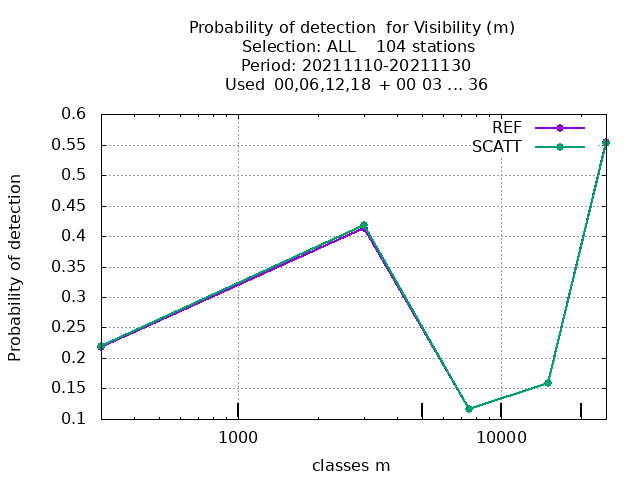 Probability of detection  for Visibility (m)
Selection: ALL    104 stations
Period: 20211110-20211130
Used  00,06,12,18  + 00 03 ... 36
REF
SCATT
0.6
0.55
0.5
0.45
0.4
0.35
0.3
0.25
0.2
0.15
0.1
Probability of detection
1000
10000
classes m